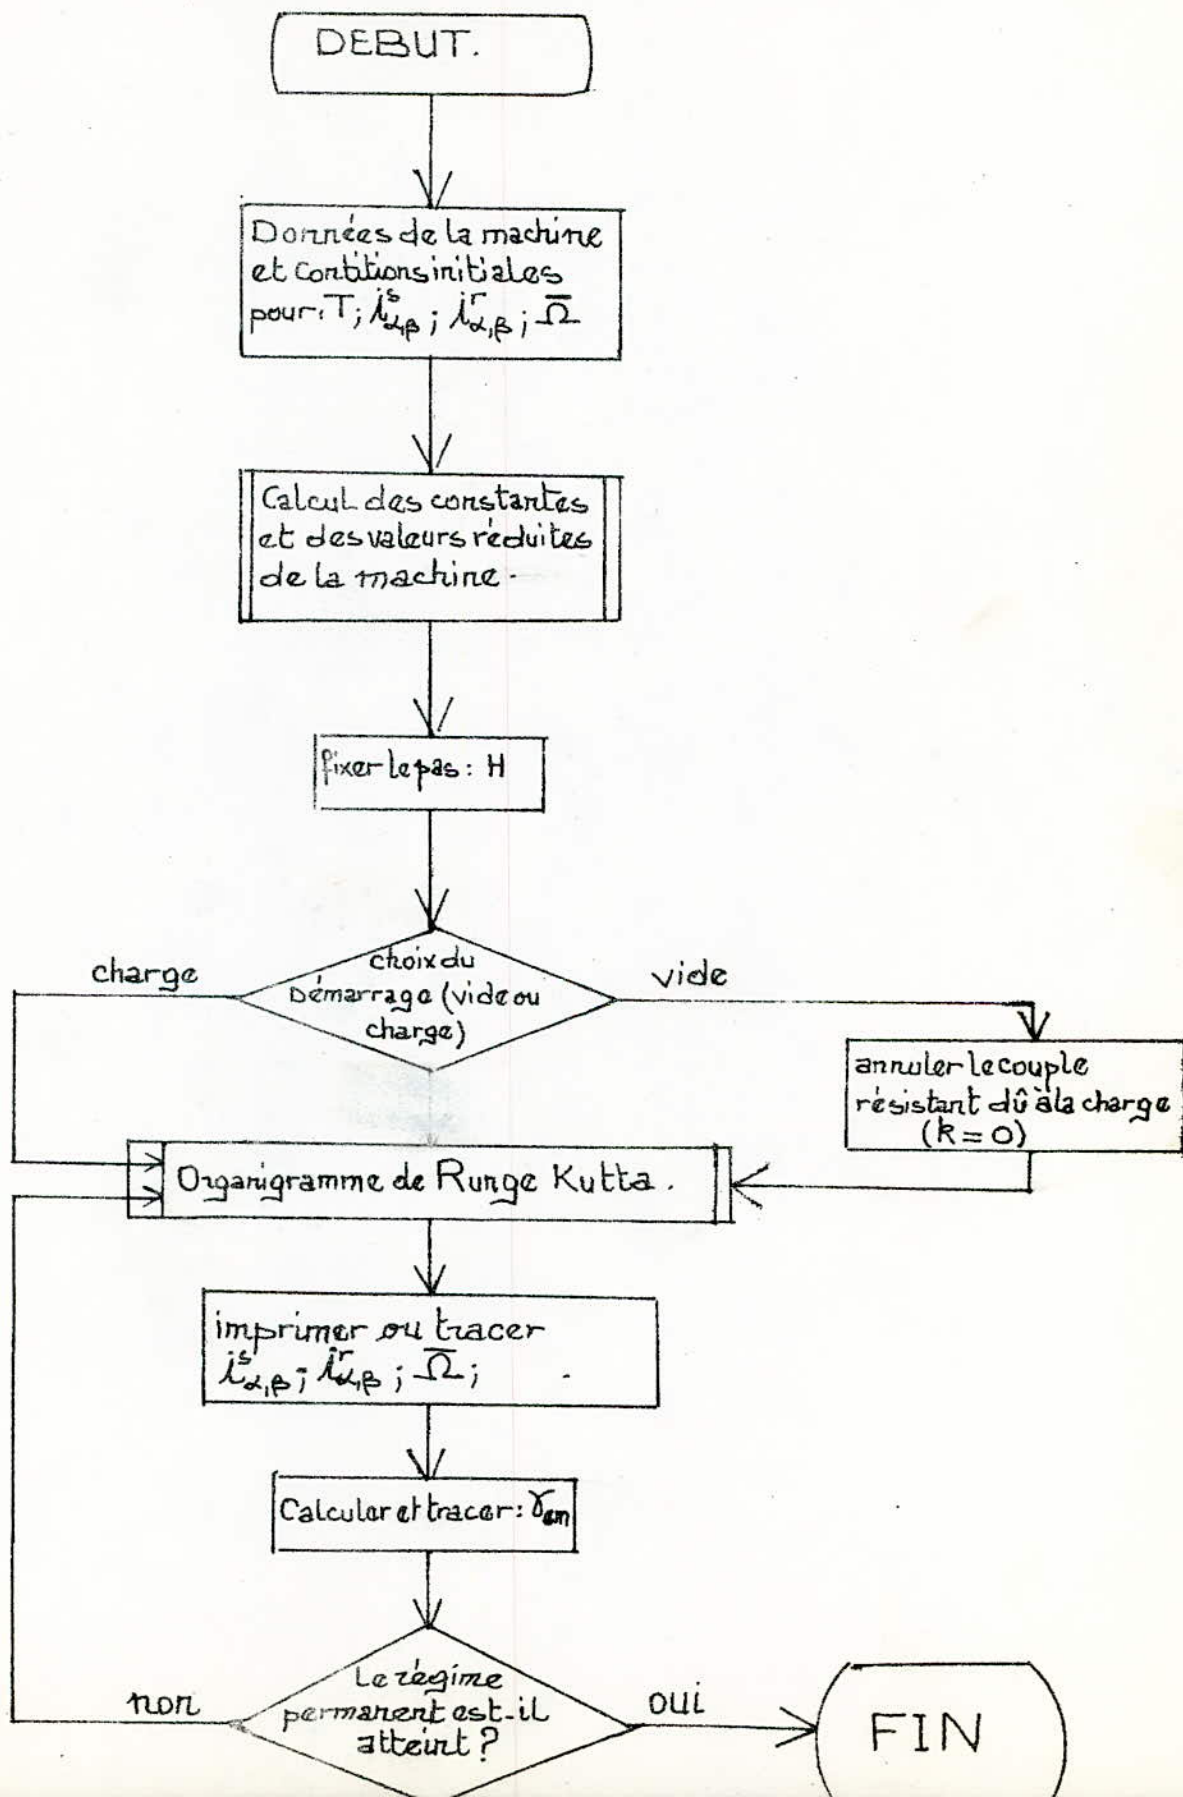 DEBUT.
Données de la machine
et contitions initiales
pour: T; i^s_α,β ; i^r_α,β ; Ω̅
Calcul des constantes
et des valeurs réduites
de la machine.
fixer le pas : H
choix du
Démarrage (vide ou
charge)
charge
vide
annuler le couple
résistant dû à la charge
(k = 0)
Organigramme de Runge Kutta.
imprimer ou tracer
i^s_α,β ; i^r_α,β ; Ω̅ ;
Calculer et tracer : γem
Le régime
permanent est-il
atteint ?
non
oui
FIN